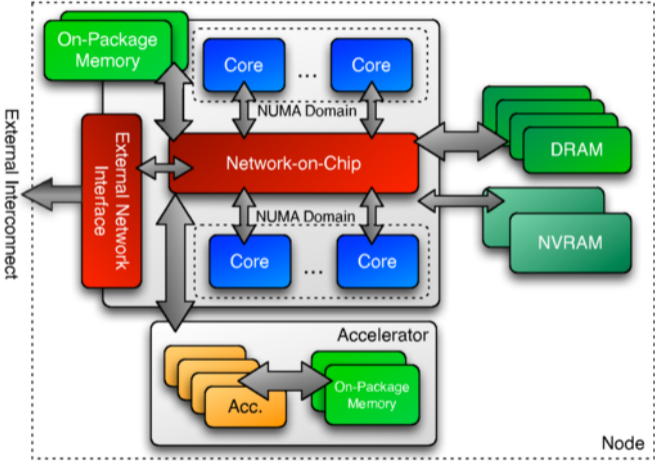 On-Package
Memory
Core
...
Core
NUMA Domain
External Interconnect
External Network
Interface
Network-on-Chip
DRAM
NUMA Domain
NVRAM
Core
...
Core
Accelerator
Acc.
On-Package
Memory
Node